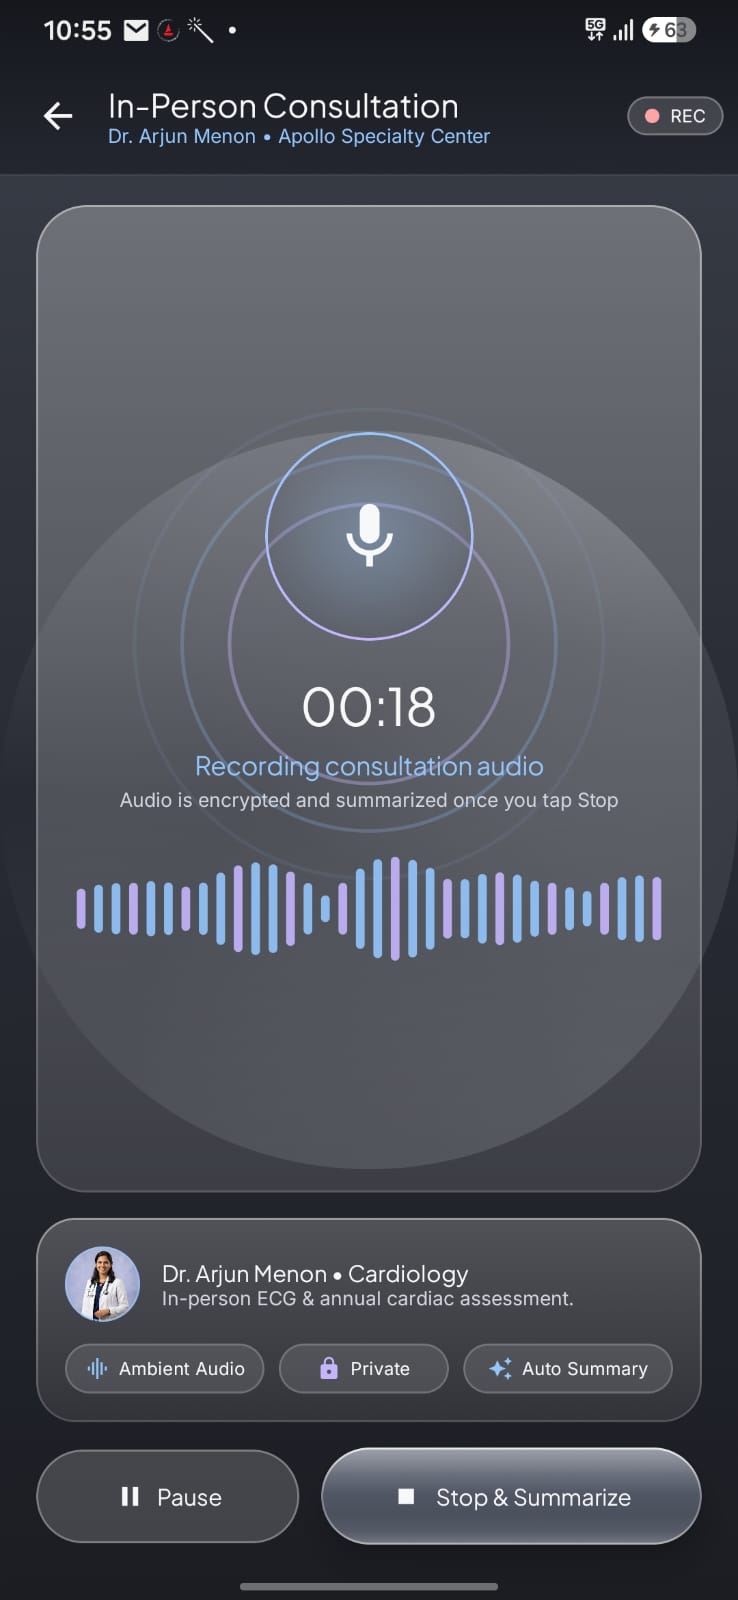 10:55
5G 63
In-Person Consultation
Dr. Arjun Menon • Apollo Specialty Center
REC
00:18
Recording consultation audio
Audio is encrypted and summarized once you tap Stop
Dr. Arjun Menon • Cardiology
In-person ECG & annual cardiac assessment.
Ambient Audio
Private
Auto Summary
Pause
Stop & Summarize